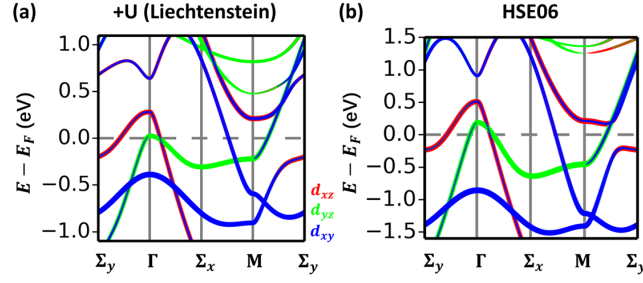 (a) +U (Liechtenstein)
E − E_F (eV)
1.0
0.5
0.0
−0.5
−1.0
Σ_y Γ Σ_x M Σ_y
d_xz
d_yz
d_xy
(b) HSE06
E − E_F (eV)
1.5
1.0
0.5
0.0
−0.5
−1.0
−1.5
Σ_y Γ Σ_x M Σ_y